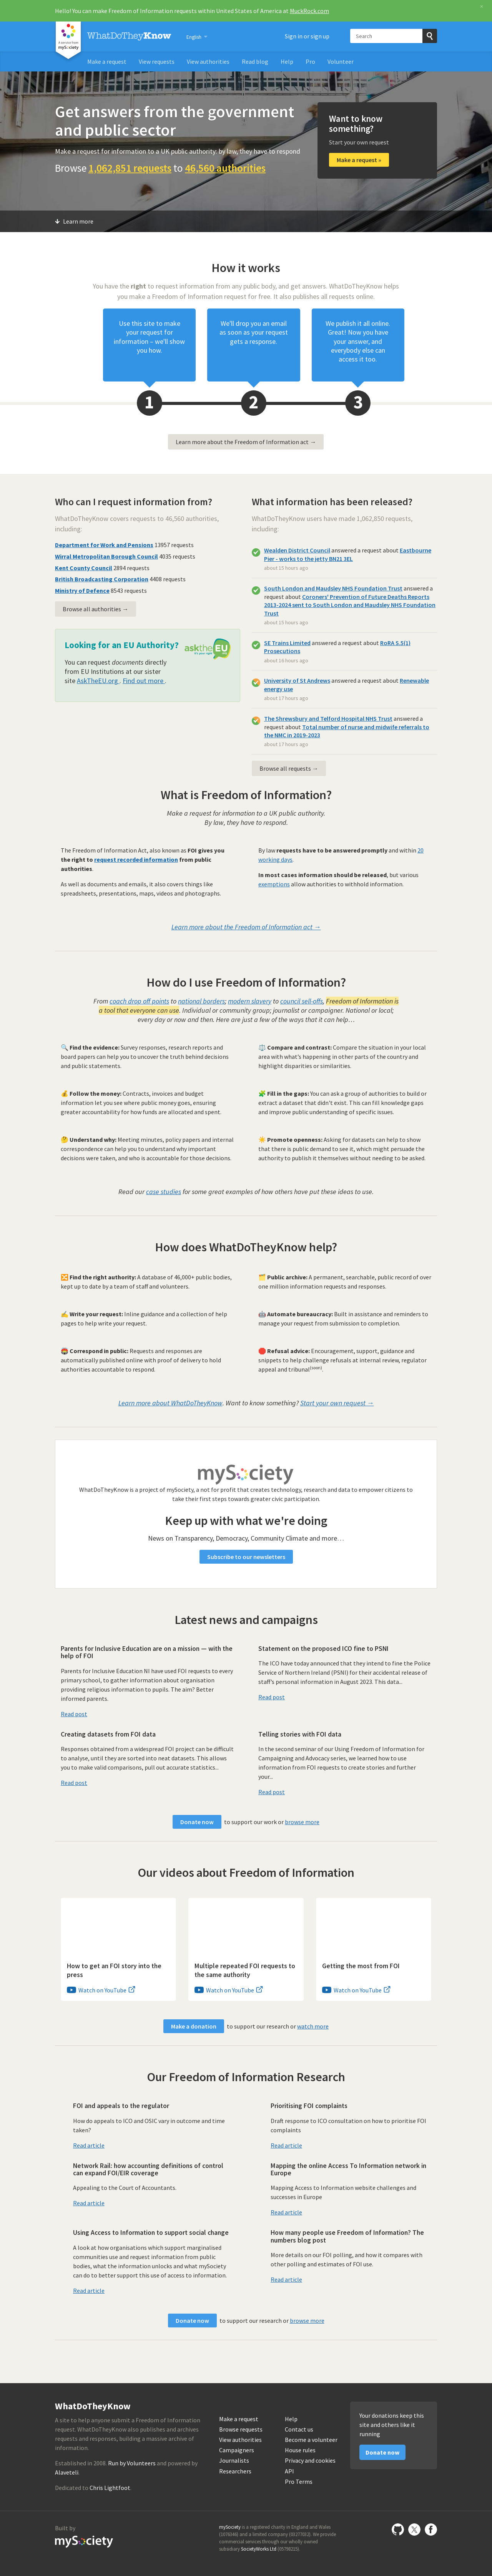 Hello! You can make Freedom of Information requests within United States of America at MuckRock.com
×
A service from mySociety
WhatDoTheyKnow
English
Sign in or sign up
Search
Make a request
View requests
View authorities
Read blog
Help
Pro
Volunteer
Get answers from the government
and public sector
Make a request for information to a UK public authority: by law, they have to respond
Browse 1,062,851 requests to 46,560 authorities
Want to know
something?
Start your own request
Make a request »
Learn more
How it works
You have the right to request information from any public body, and get answers. WhatDoTheyKnow helps
you make a Freedom of Information request for free. It also publishes all requests online.
Use this site to make
your request for
information – we'll show
you how.
We'll drop you an email
as soon as your request
gets a response.
We publish it all online.
Great! Now you have
your answer, and
everybody else can
access it too.
1
2
3
Learn more about the Freedom of Information act →
Who can I request information from?
WhatDoTheyKnow covers requests to 46,560 authorities,
including:
Department for Work and Pensions 13957 requests
Wirral Metropolitan Borough Council 4035 requests
Kent County Council 2894 requests
British Broadcasting Corporation 4408 requests
Ministry of Defence 8543 requests
Browse all authorities →
Looking for an EU Authority?
asktheEU
You can request documents directly
from EU Institutions at our sister
site AskTheEU.org . Find out more .
What information has been released?
WhatDoTheyKnow users have made 1,062,850 requests,
including:
Wealden District Council answered a request about Eastbourne
Pier - works to the jetty BN21 3EL
about 15 hours ago
South London and Maudsley NHS Foundation Trust answered a
request about Coroners' Prevention of Future Deaths Reports
2013-2024 sent to South London and Maudsley NHS Foundation
Trust
about 15 hours ago
SE Trains Limited answered a request about RoRA S.5(1)
Prosecutions
about 16 hours ago
University of St Andrews answered a request about Renewable
energy use
about 17 hours ago
The Shrewsbury and Telford Hospital NHS Trust answered a
request about Total number of nurse and midwife referrals to
the NMC in 2019-2023
about 17 hours ago
Browse all requests →
What is Freedom of Information?
Make a request for information to a UK public authority.
By law, they have to respond.
The Freedom of Information Act, also known as FOI gives you
the right to request recorded information from public
authorities.
As well as documents and emails, it also covers things like
spreadsheets, presentations, maps, videos and photographs.
By law requests have to be answered promptly and within 20
working days.
In most cases information should be released, but various
exemptions allow authorities to withhold information.
Learn more about the Freedom of Information act →
How do I use Freedom of Information?
From coach drop off points to national borders; modern slavery to council sell-offs, Freedom of Information is
a tool that everyone can use. Individual or community group; journalist or campaigner. National or local;
every day or now and then. Here are just a few of the ways that it can help…
🔍 Find the evidence: Survey responses, research reports and
board papers can help you to uncover the truth behind decisions
and public statements.
⚖️ Compare and contrast: Compare the situation in your local
area with what's happening in other parts of the country and
highlight disparities or similarities.
💰 Follow the money: Contracts, invoices and budget
information let you see where public money goes, ensuring
greater accountability for how funds are allocated and spent.
🧩 Fill in the gaps: You can ask a group of authorities to build or
extract a dataset that didn't exist. This can fill knowledge gaps
and improve public understanding of specific issues.
🤔 Understand why: Meeting minutes, policy papers and internal
correspondence can help you to understand why important
decisions were taken, and who is accountable for those decisions.
☀️ Promote openness: Asking for datasets can help to show
that there is public demand to see it, which might persuade the
authority to publish it themselves without needing to be asked.
Read our case studies for some great examples of how others have put these ideas to use.
How does WhatDoTheyKnow help?
🔀 Find the right authority: A database of 46,000+ public bodies,
kept up to date by a team of staff and volunteers.
🗂️ Public archive: A permanent, searchable, public record of over
one million information requests and responses.
✍️ Write your request: Inline guidance and a collection of help
pages to help write your request.
🤖 Automate bureaucracy: Built in assistance and reminders to
manage your request from submission to completion.
📮 Correspond in public: Requests and responses are
automatically published online with proof of delivery to hold
authorities accountable to respond.
🛑 Refusal advice: Encouragement, support, guidance and
snippets to help challenge refusals at internal review, regulator
appeal and tribunal(soon).
Learn more about WhatDoTheyKnow. Want to know something? Start your own request →
mySociety
WhatDoTheyKnow is a project of mySociety, a not for profit that creates technology, research and data to empower citizens to
take their first steps towards greater civic participation.
Keep up with what we're doing
News on Transparency, Democracy, Community Climate and more…
Subscribe to our newsletters
Latest news and campaigns
Parents for Inclusive Education are on a mission — with the
help of FOI
Parents for Inclusive Education NI have used FOI requests to every
primary school, to gather information about organisation
providing religious information to pupils. The aim? Better
informed parents.
Read post
Statement on the proposed ICO fine to PSNI
The ICO have today announced that they intend to fine the Police
Service of Northern Ireland (PSNI) for their accidental release of
staff's personal information in August 2023. This data...
Read post
Creating datasets from FOI data
Responses obtained from a widespread FOI project can be difficult
to analyse, until they are sorted into neat datasets. This allows
you to make valid comparisons, pull out accurate statistics...
Read post
Telling stories with FOI data
In the second seminar of our Using Freedom of Information for
Campaigning and Advocacy series, we learned how to use
information from FOI requests to create stories and further
your...
Read post
Donate now to support our work or browse more
Our videos about Freedom of Information
How to get an FOI story into the
press
Watch on YouTube
Multiple repeated FOI requests to
the same authority
Watch on YouTube
Getting the most from FOI
Watch on YouTube
Make a donation to support our research or watch more
Our Freedom of Information Research
FOI and appeals to the regulator
How do appeals to ICO and OSIC vary in outcome and time
taken?
Read article
Prioritising FOI complaints
Draft response to ICO consultation on how to prioritise FOI
complaints
Read article
Network Rail: how accounting definitions of control
can expand FOI/EIR coverage
Appealing to the Court of Ascertainants.
Read article
Mapping the online Access To Information network in
Europe
Mapping Access to Information website challenges and
successes in Europe
Read article
Using Access to Information to support social change
A look at how organisations which support marginalised
communities use and request information from public
bodies, what the information unlocks and what mySociety
can do to better support this use of access to information.
Read article
How many people use Freedom of Information? The
numbers blog post
More details on our FOI polling, and how it compares with
other polling and estimates of FOI use.
Read article
Donate now to support our research or browse more
WhatDoTheyKnow
A site to help anyone submit a Freedom of Information
request. WhatDoTheyKnow also publishes and archives
requests and responses, building a massive archive of
information.
Established in 2008. Run by Volunteers and powered by
Alaveteli.
Dedicated to Chris Lightfoot.
Make a request
Browse requests
View authorities
Campaigners
Journalists
Researchers
Help
Contact us
Become a volunteer
House rules
Privacy and cookies
API
Pro Terms
Your donations keep this
site and others like it
running
Donate now
Built by
mySociety
mySociety is a registered charity in England and Wales
(1076346) and a limited company (03277032). We provide
commercial services through our wholly owned
subsidiary SocietyWorks Ltd (05798215).